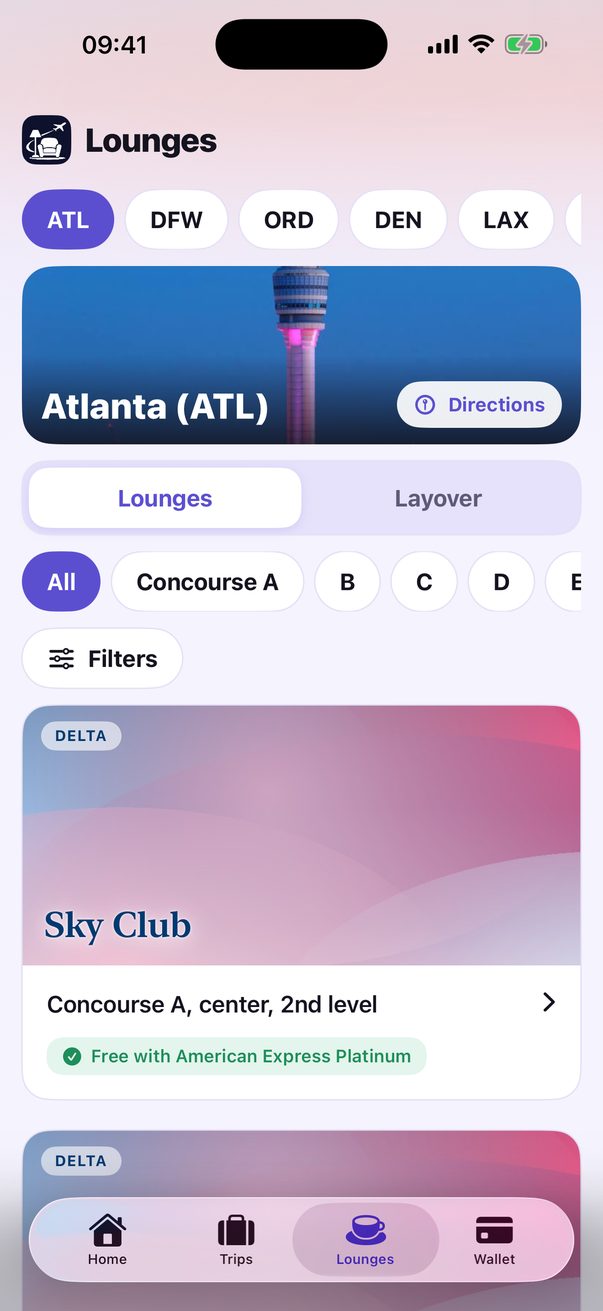 09:41
Lounges
ATL DFW ORD DEN LAX
Atlanta (ATL)
Directions
Lounges Layover
All Concourse A B C D E
Filters
DELTA
Sky Club
Concourse A, center, 2nd level
Free with American Express Platinum
DELTA
Home Trips Lounges Wallet